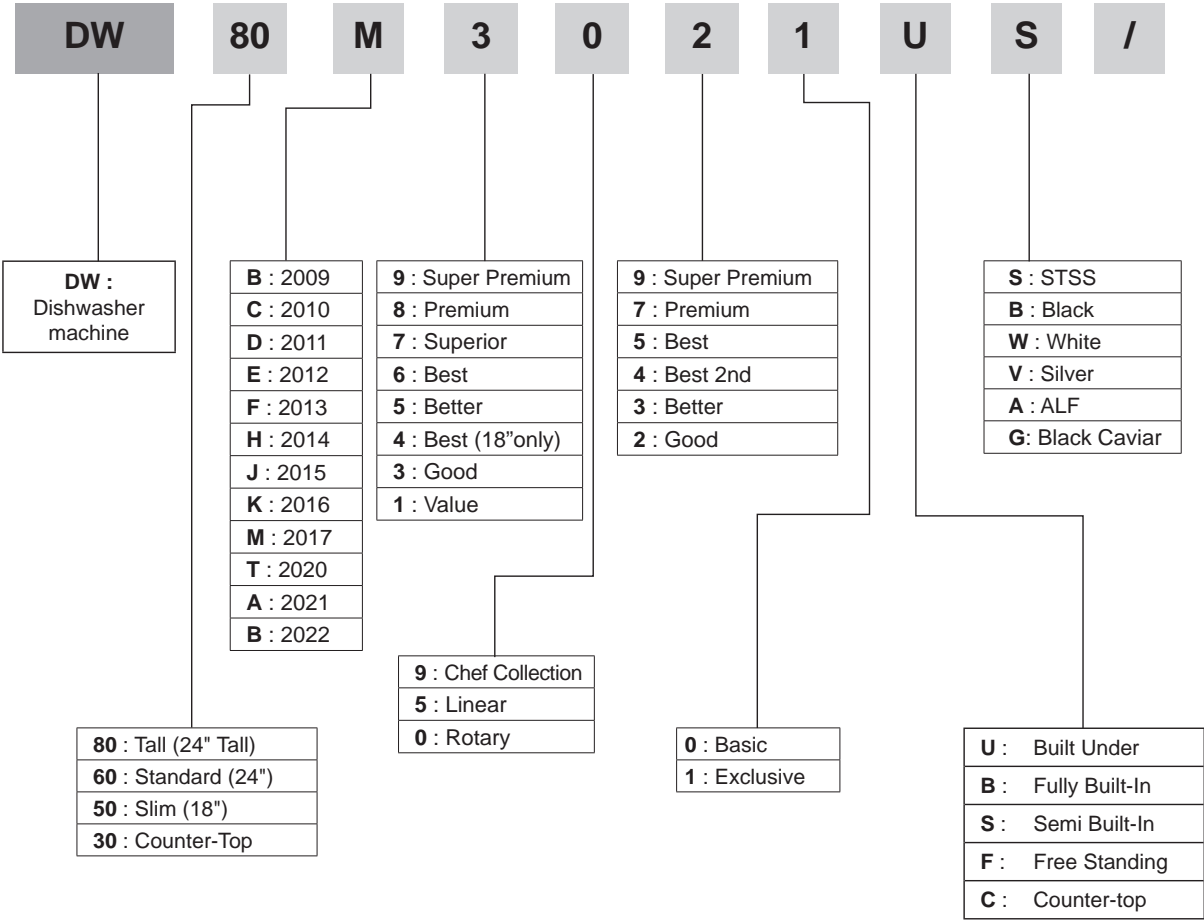 DW 80 M 3 0 2 1 U S /
DW :
Dishwasher
machine
B : 2009
C : 2010
D : 2011
E : 2012
F : 2013
H : 2014
J : 2015
K : 2016
M : 2017
T : 2020
A : 2021
B : 2022
9 : Super Premium
8 : Premium
7 : Superior
6 : Best
5 : Better
4 : Best (18”only)
3 : Good
1 : Value
9 : Super Premium
7 : Premium
5 : Best
4 : Best 2nd
3 : Better
2 : Good
S : STSS
B : Black
W : White
V : Silver
A : ALF
G: Black Caviar
9 : Chef Collection
5 : Linear
0 : Rotary
80 : Tall (24" Tall)
60 : Standard (24")
50 : Slim (18")
30 : Counter-Top
0 : Basic
1 : Exclusive
U : Built Under
B : Fully Built-In
S : Semi Built-In
F : Free Standing
C : Counter-top